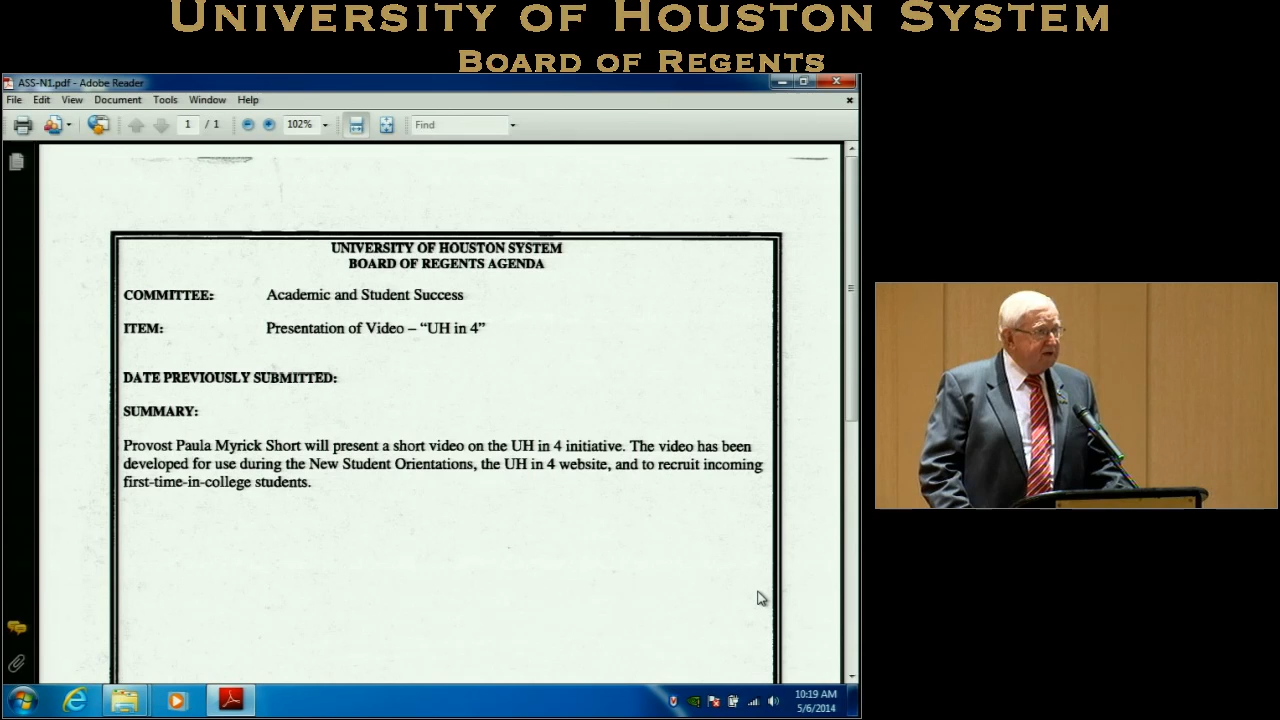 UNIVERSITY OF HOUSTON SYSTEM
BOARD OF REGENTS
ASS-N1.pdf - Adobe Reader
File Edit View Document Tools Window Help
1 / 1 102% Find
UNIVERSITY OF HOUSTON SYSTEM
BOARD OF REGENTS AGENDA
COMMITTEE: Academic and Student Success
ITEM: Presentation of Video – “UH in 4”
DATE PREVIOUSLY SUBMITTED:
SUMMARY:
Provost Paula Myrick Short will present a short video on the UH in 4 initiative. The video has been
developed for use during the New Student Orientations, the UH in 4 website, and to recruit incoming
first-time-in-college students.
10:19 AM
5/6/2014